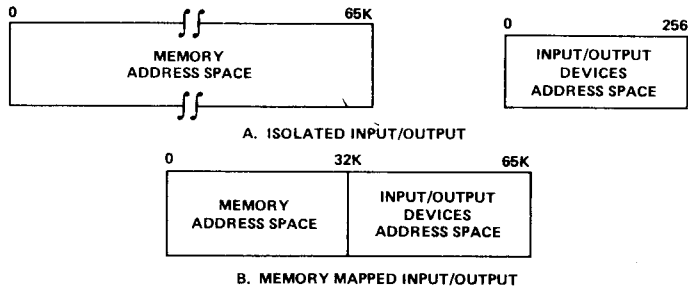 0 65K
MEMORY
ADDRESS SPACE
0 256
INPUT/OUTPUT
DEVICES
ADDRESS SPACE
A. ISOLATED INPUT/OUTPUT
0 32K 65K
MEMORY
ADDRESS SPACE
INPUT/OUTPUT
DEVICES
ADDRESS SPACE
B. MEMORY MAPPED INPUT/OUTPUT